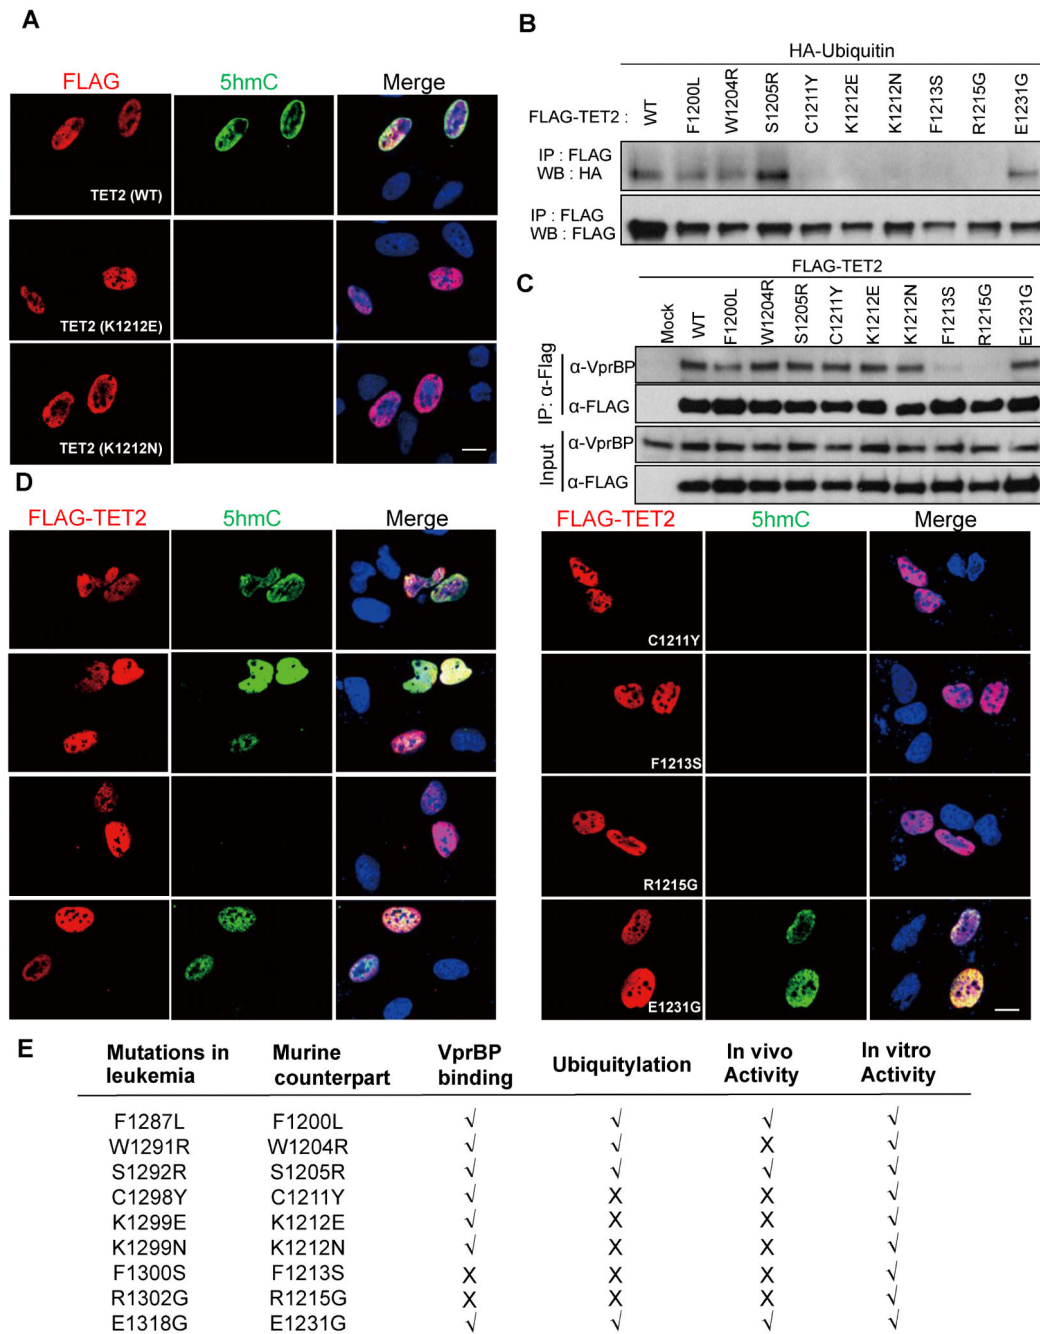 A
FLAG 5hmC Merge
TET2 (WT)
TET2 (K1212E)
TET2 (K1212N)
B
HA-Ubiquitin
FLAG-TET2 : WT F1200L W1204R S1205R C1211Y K1212E K1212N F1213S R1215G E1231G
IP : FLAG
WB : HA
IP : FLAG
WB : FLAG
C
FLAG-TET2
Mock WT F1200L W1204R S1205R C1211Y K1212E K1212N F1213S R1215G E1231G
IP: α-Flag
α-VprBP
α-FLAG
Input
α-VprBP
α-FLAG
D
FLAG-TET2 5hmC Merge
FLAG-TET2 5hmC Merge
C1211Y
F1213S
R1215G
E1231G
E
Mutations in leukemia Murine counterpart VprBP binding Ubiquitylation In vivo Activity In vitro Activity
F1287L F1200L √ √ √ √
W1291R W1204R √ √ X √
S1292R S1205R √ √ √ √
C1298Y C1211Y √ X X √
K1299E K1212E √ X X √
K1299N K1212N √ X X √
F1300S F1213S X X X √
R1302G R1215G X X X √
E1318G E1231G √ √ √ √